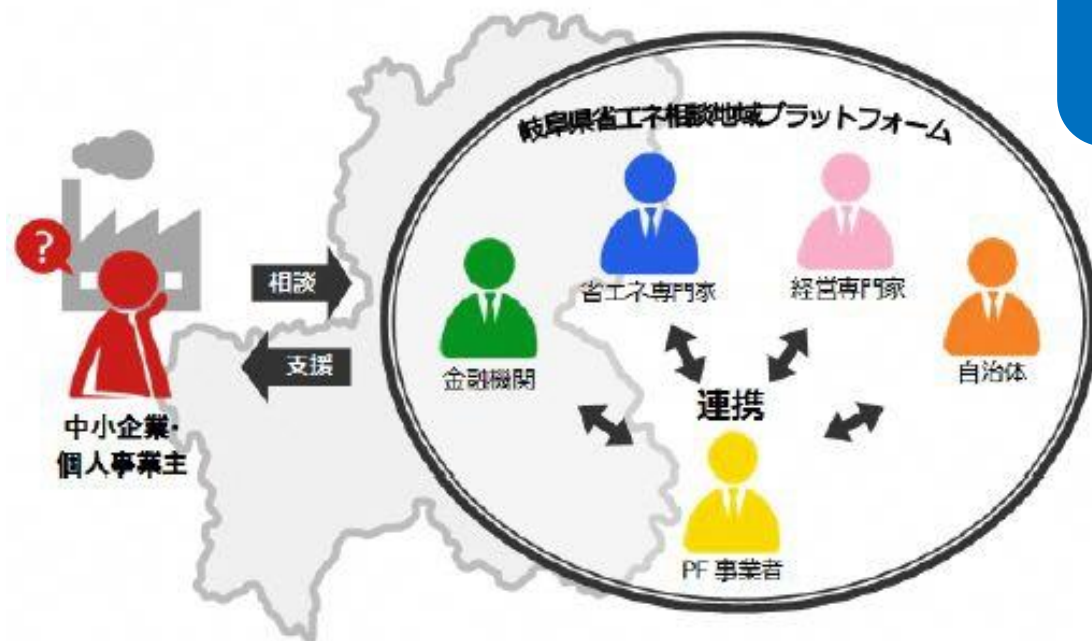 岐阜県省エネ相談地域プラットフォーム
?
相談
支援
中小企業・
個人事業主
省エネ専門家
経営専門家
金融機関
自治体
連携
PF 事業者